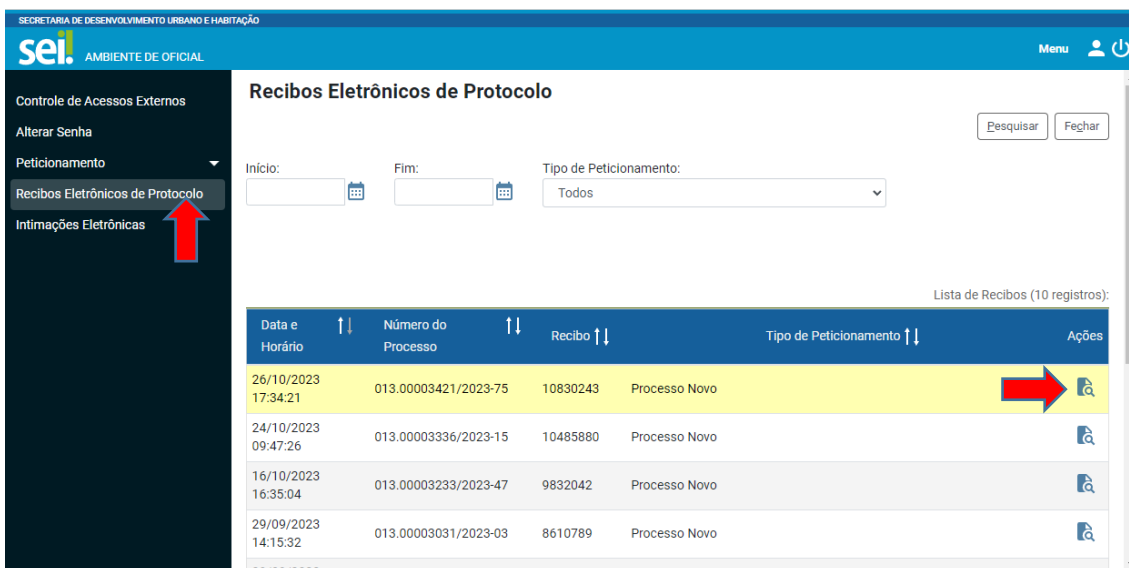 SECRETARIA DE DESENVOLVIMENTO URBANO E HABITAÇÃO
sei! AMBIENTE DE OFICIAL
Menu
Controle de Acessos Externos
Alterar Senha
Peticionamento
Recibos Eletrônicos de Protocolo
Intimações Eletrônicas
Recibos Eletrônicos de Protocolo
Pesquisar Fechar
Início: Fim: Tipo de Peticionamento:
Todos
Lista de Recibos (10 registros):
Data e Horário Número do Processo Recibo Tipo de Peticionamento Ações
26/10/2023 17:34:21 013.00003421/2023-75 10830243 Processo Novo
24/10/2023 09:47:26 013.00003336/2023-15 10485880 Processo Novo
16/10/2023 16:35:04 013.00003233/2023-47 9832042 Processo Novo
29/09/2023 14:15:32 013.00003031/2023-03 8610789 Processo Novo